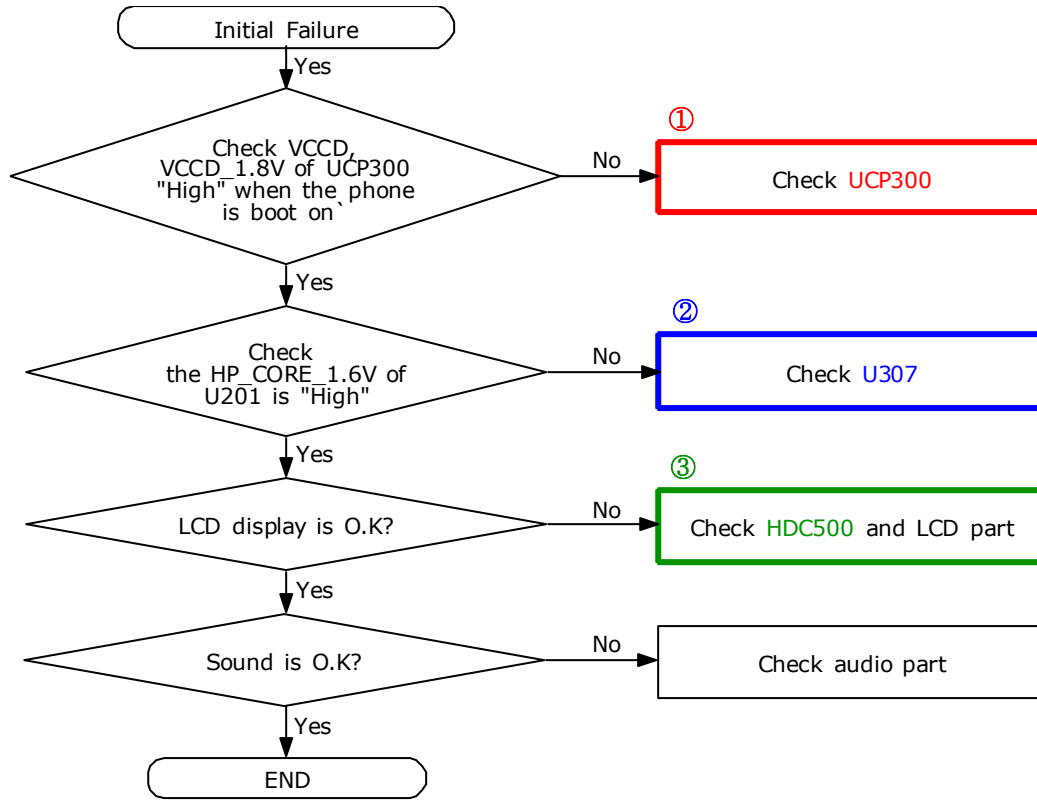 Initial Failure
Yes
Check VCCD,
VCCD_1.8V of UCP300
"High" when the phone
is boot on`
No
①
Check UCP300
Yes
Check
the HP_CORE_1.6V of
U201 is "High"
No
②
Check U307
Yes
LCD display is O.K?
No
③
Check HDC500 and LCD part
Yes
Sound is O.K?
No
Check audio part
Yes
END